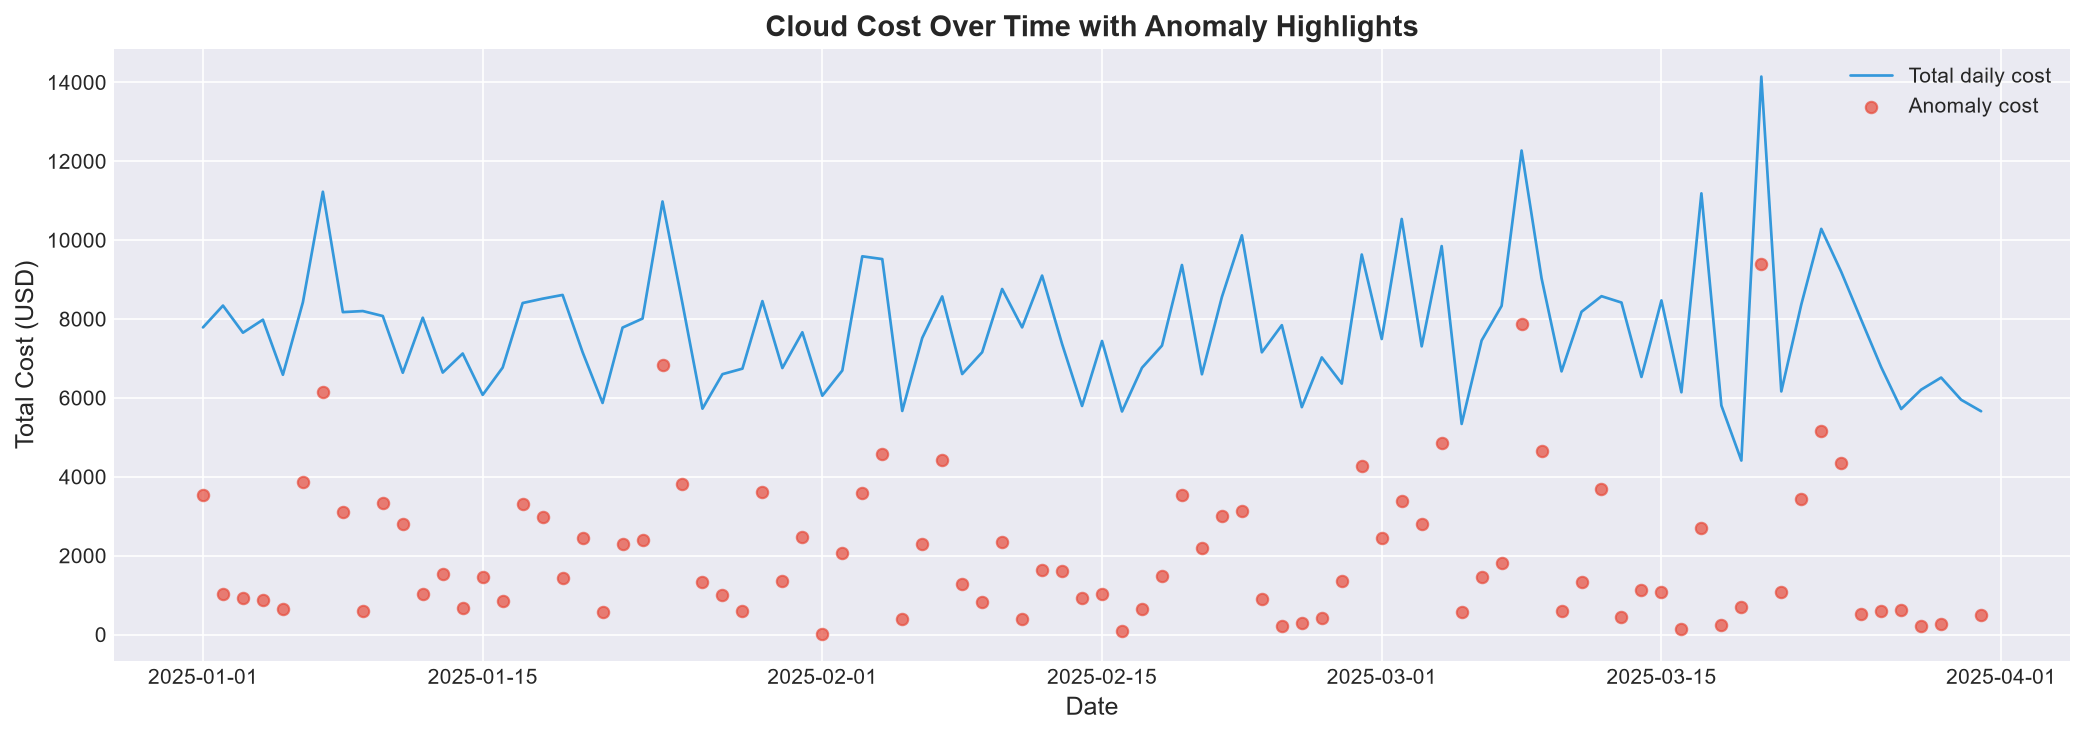 Cloud Cost Over Time with Anomaly Highlights
Total daily cost
Anomaly cost
14000
12000
10000
8000
6000
4000
2000
0
Total Cost (USD)
2025-01-01 2025-01-15 2025-02-01 2025-02-15 2025-03-01 2025-03-15 2025-04-01
Date